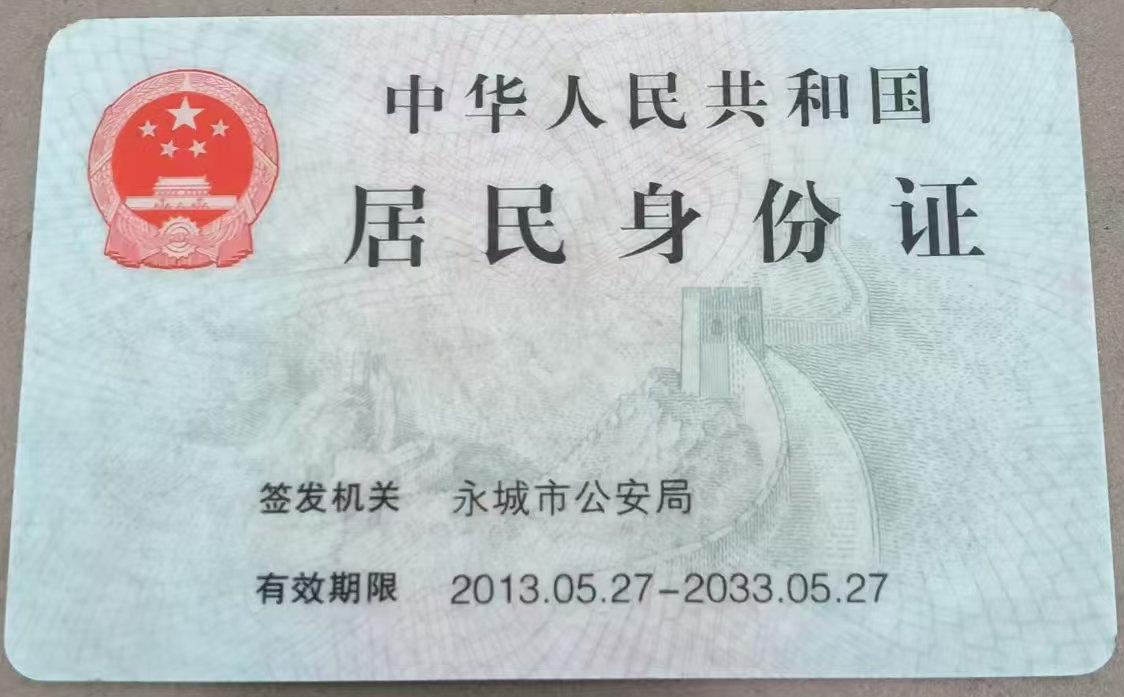 中华人民共和国
居民身份证
签发机关 永城市公安局
有效期限 2013.05.27-2033.05.27